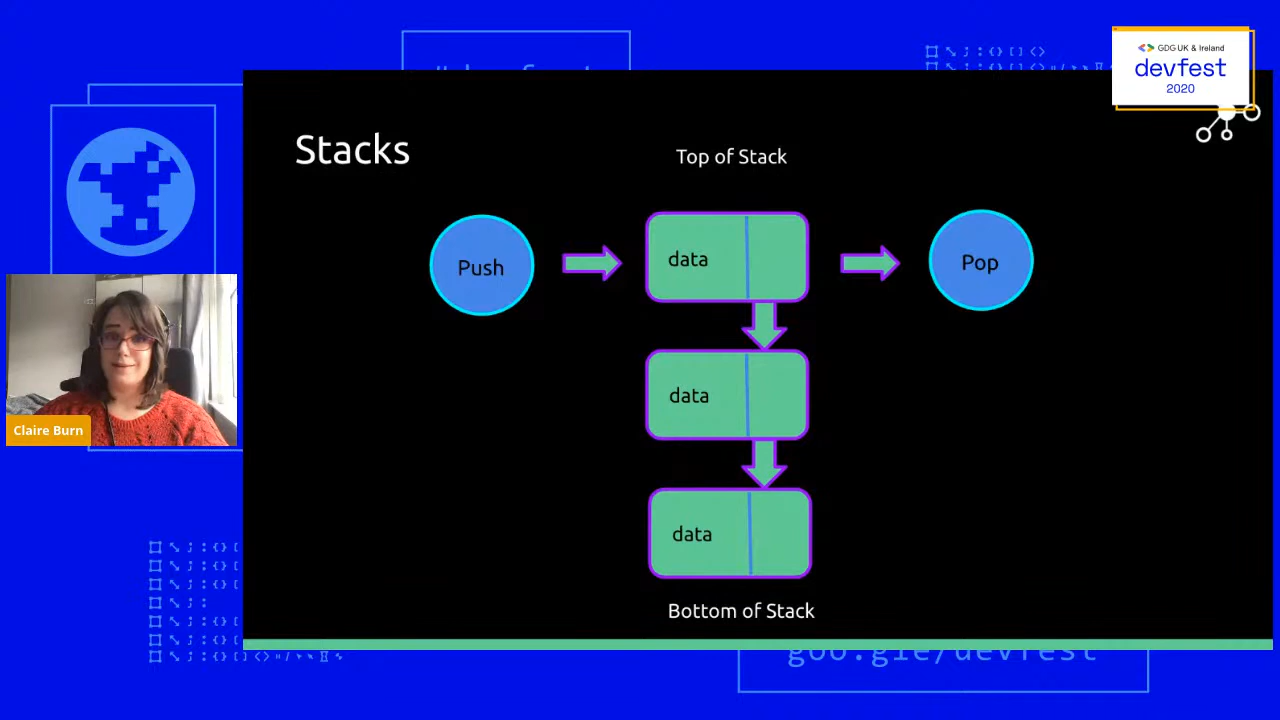 GDG UK & Ireland
devfest
2020
Stacks
Top of Stack
Push
data
Pop
data
data
Bottom of Stack
Claire Burn
goo.gle/devfest